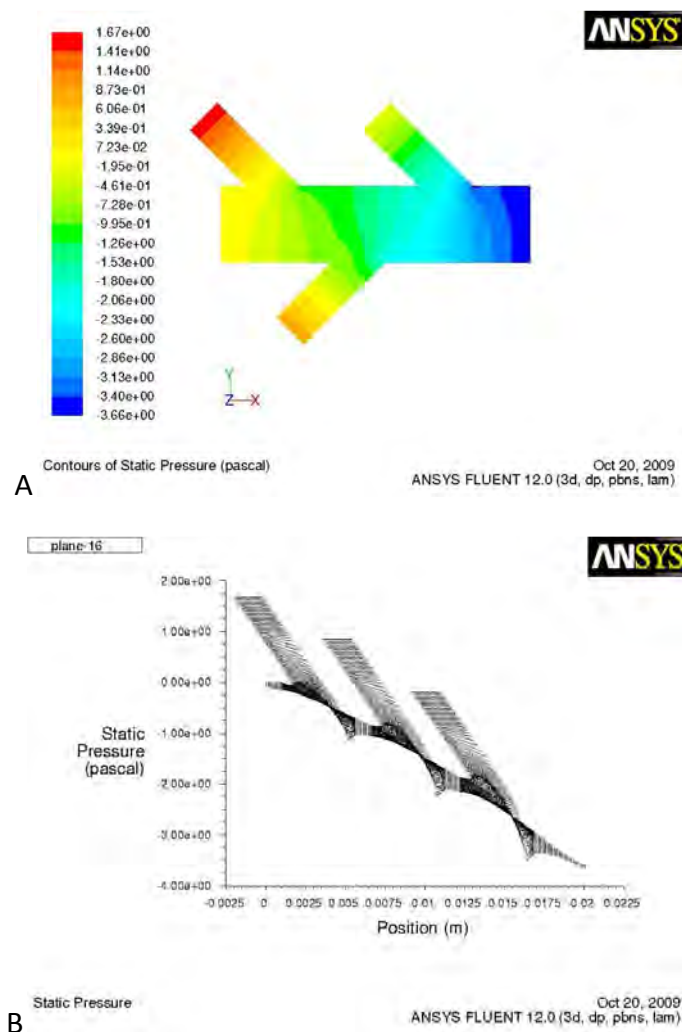 ANSYS
1.67e+00
1.41e+00
1.14e+00
8.73e-01
6.06e-01
3.39e-01
7.23e-02
-1.95e-01
-4.61e-01
-7.28e-01
-9.95e-01
-1.26e+00
-1.53e+00
-1.80e+00
-2.06e+00
-2.33e+00
-2.60e+00
-2.86e+00
-3.13e+00
-3.40e+00
-3.66e+00
Y
Z X
Contours of Static Pressure (pascal)
Oct 20, 2009
ANSYS FLUENT 12.0 (3d, dp, pbns, lam)
A
plane-16
ANSYS
2.00e+00
1.00e+00
0.00e+00
-1.00e+00
-2.00e+00
-3.00e+00
-4.00e+00
Static
Pressure
(pascal)
-0.0025 0 0.0025 0.005 0.0075 0.01 0.0125 0.015 0.0175 0.02 0.0225
Position (m)
Static Pressure
Oct 20, 2009
ANSYS FLUENT 12.0 (3d, dp, pbns, lam)
B